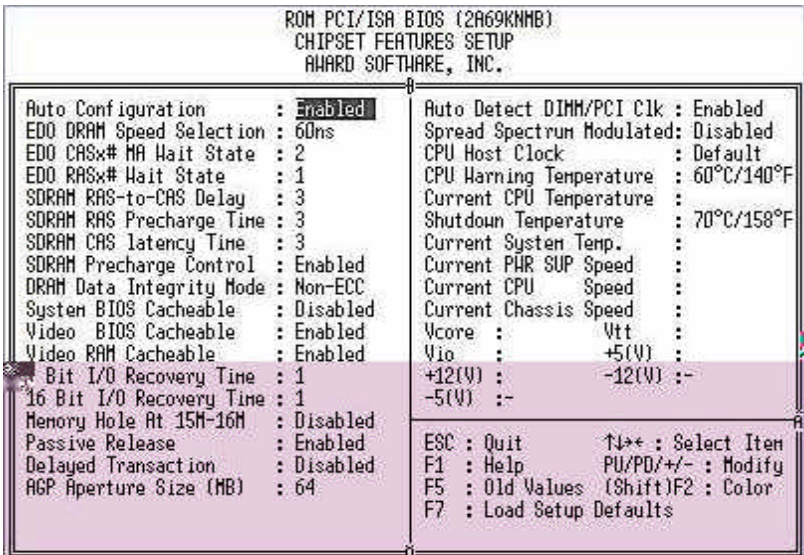 ROM PCI/ISA BIOS (2A69KNHB)
CHIPSET FEATURES SETUP
AWARD SOFTWARE, INC.
Auto Configuration : Enabled
EDO DRAM Speed Selection : 60ns
EDO CASx# MA Wait State : 2
EDO RASx# Wait State : 1
SDRAM RAS-to-CAS Delay : 3
SDRAM RAS Precharge Time : 3
SDRAM CAS latency Time : 3
SDRAM Precharge Control : Enabled
DRAM Data Integrity Mode : Non-ECC
System BIOS Cacheable : Disabled
Video BIOS Cacheable : Enabled
Video RAM Cacheable : Enabled
Bit I/O Recovery Time : 1
16 Bit I/O Recovery Time : 1
Memory Hole At 15M-16M : Disabled
Passive Release : Enabled
Delayed Transaction : Disabled
AGP Aperture Size (MB) : 64
Auto Detect DIMM/PCI Clk : Enabled
Spread Spectrum Modulated: Disabled
CPU Host Clock : Default
CPU Warning Temperature : 60°C/140°F
Current CPU Temperature :
Shutdown Temperature : 70°C/158°F
Current System Temp. :
Current PWR SUP Speed :
Current CPU Speed :
Current Chassis Speed :
Vcore : Vtt :
Vio : +5(V) :
+12(V) : -12(V) :-
-5(V) :-
ESC : Quit ↑↓→← : Select Item
F1 : Help PU/PD/+/- : Modify
F5 : Old Values (Shift)F2 : Color
F7 : Load Setup Defaults